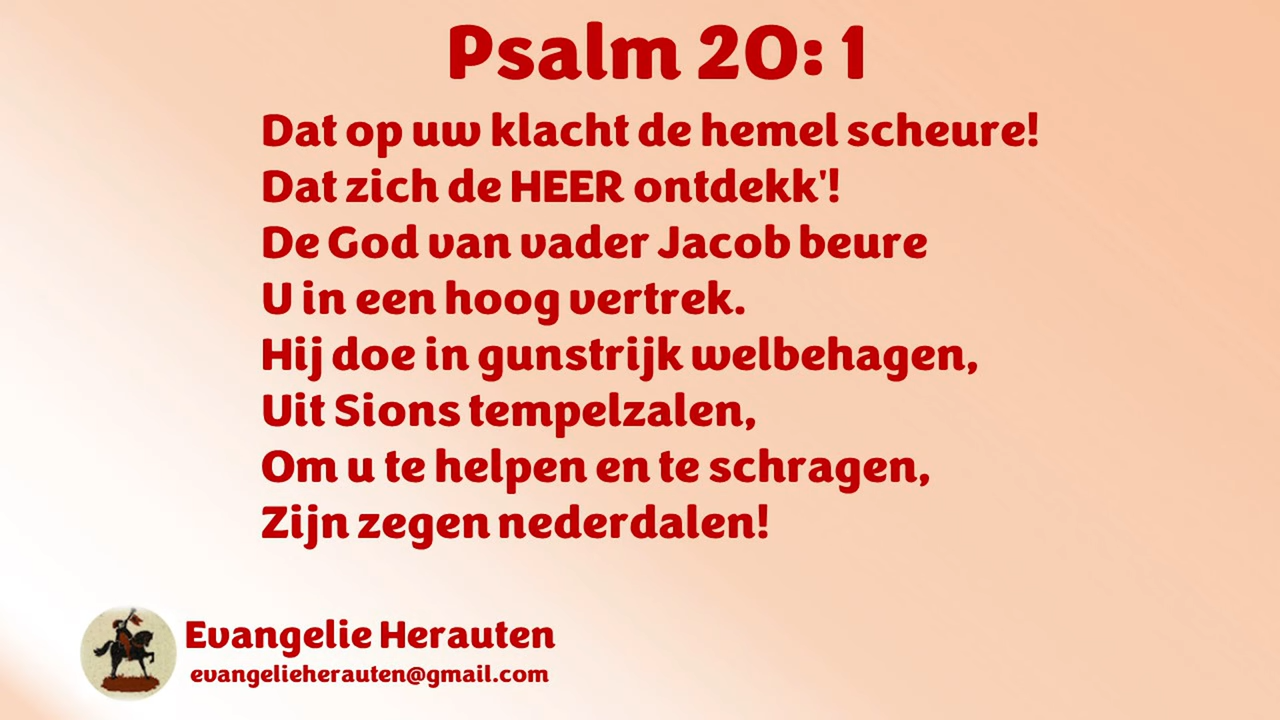 Psalm 20: 1
Dat op uw klacht de hemel scheure!
Dat zich de HEER ontdekk'!
De God van vader Jacob beure
U in een hoog vertrek.
Hij doe in gunstrijk welbehagen,
Uit Sions tempelzalen,
Om u te helpen en te schragen,
Zijn zegen nederdalen!
Evangelie Herauten
evangelieherauten@gmail.com